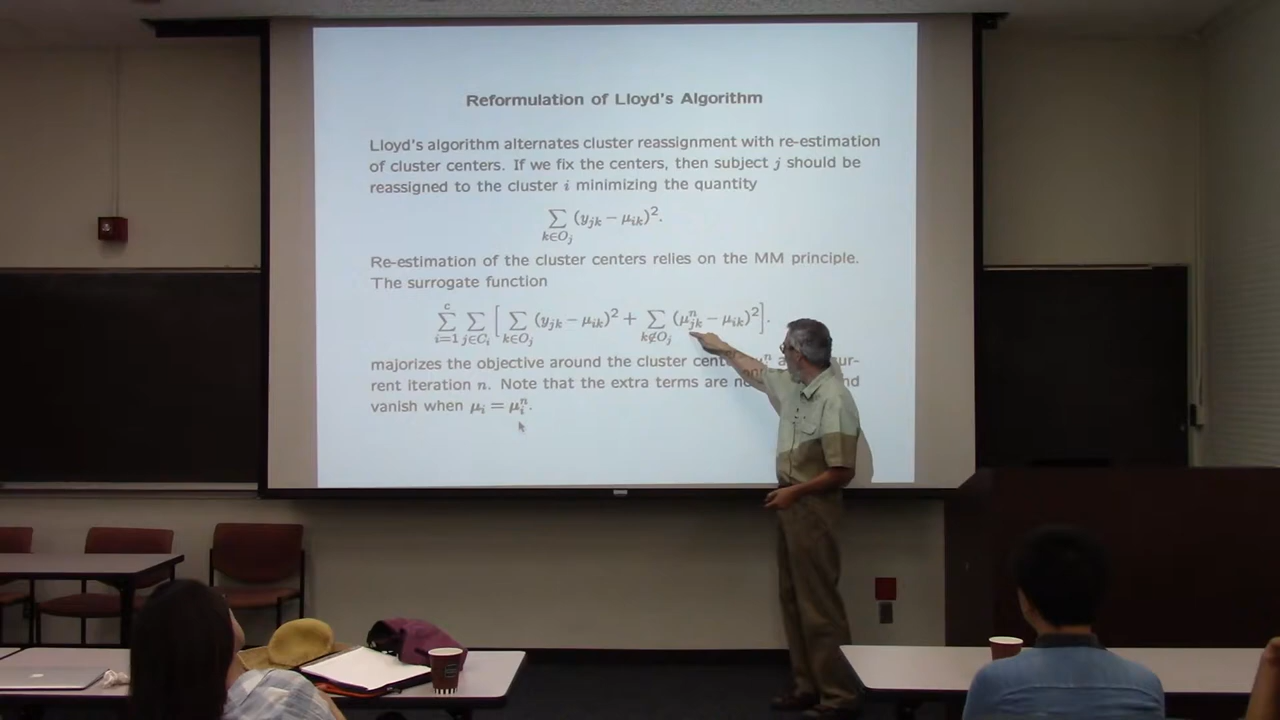 Reformulation of Lloyd's Algorithm
Lloyd's algorithm alternates cluster reassignment with re-estimation
of cluster centers. If we fix the centers, then subject j should be
reassigned to the cluster i minimizing the quantity
∑_{k∈O_j} (y_{jk} − μ_{ik})².
Re-estimation of the cluster centers relies on the MM principle.
The surrogate function
∑_{i=1}^{c} ∑_{j∈C_i} [ ∑_{k∈O_j} (y_{jk} − μ_{ik})² + ∑_{k∉O_j} (μ^n_{jk} − μ_{ik})² ].
majorizes the objective around the cluster
rent iteration n. Note that the extra terms are
vanish when μ_i = μ_i^n.